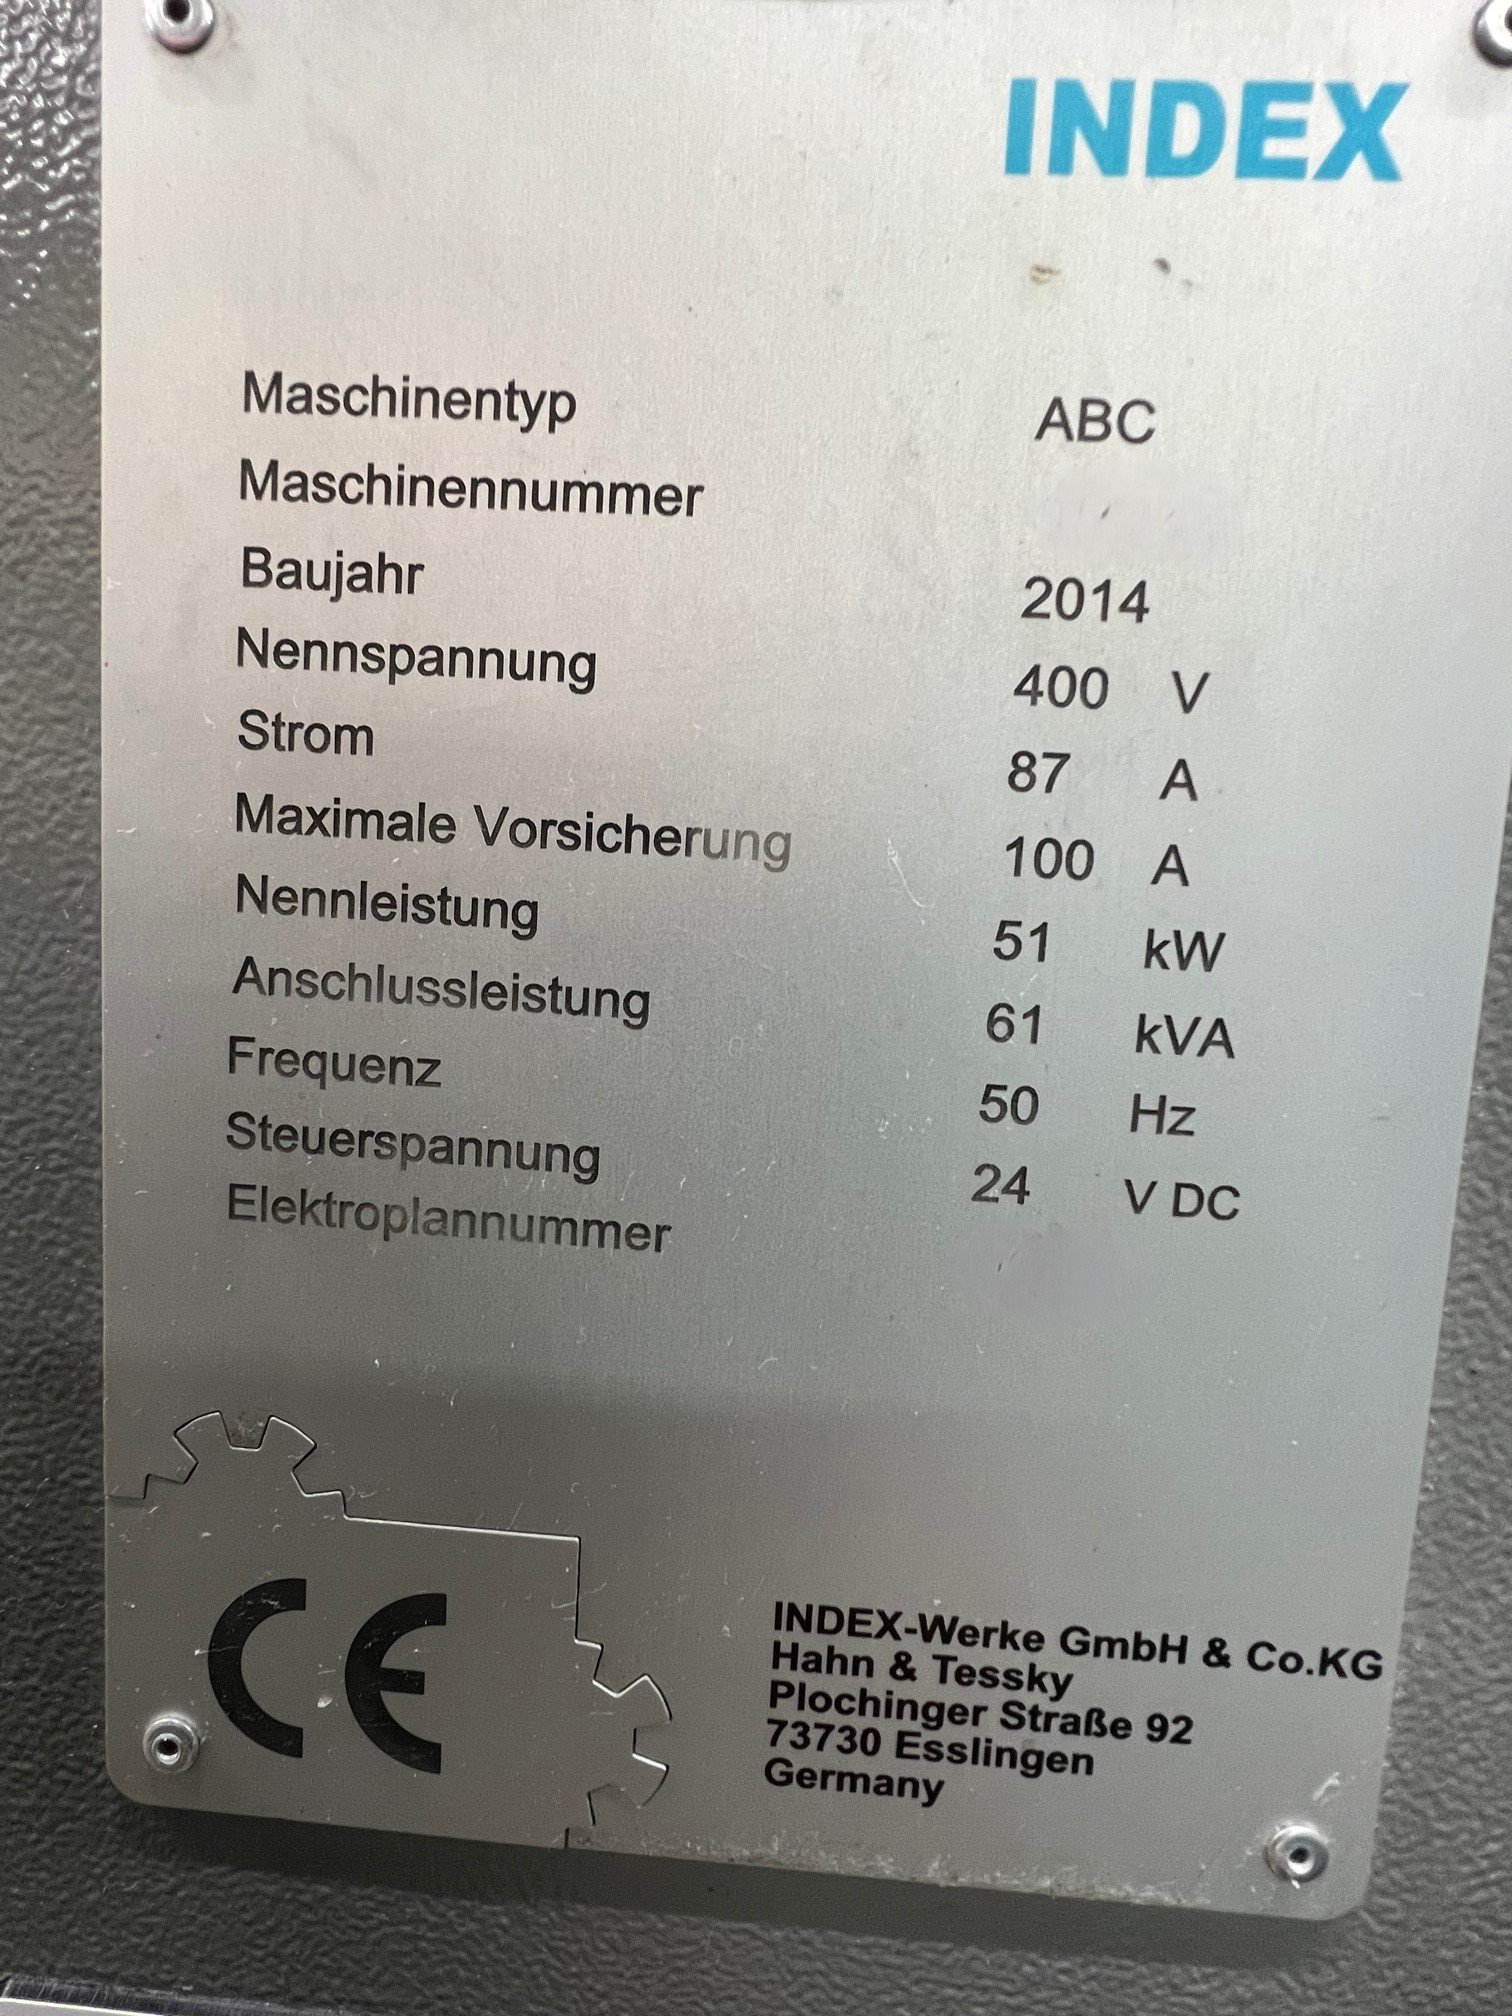 INDEX
Maschinentyp ABC
Maschinennummer
Baujahr 2014
Nennspannung 400 V
Strom 87 A
Maximale Vorsicherung 100 A
Nennleistung 51 kW
Anschlussleistung 61 kVA
Frequenz 50 Hz
Steuerspannung 24 V DC
Elektroplannummer
CE
INDEX-Werke GmbH & Co.KG
Hahn & Tessky
Plochinger Straße 92
73730 Esslingen
Germany